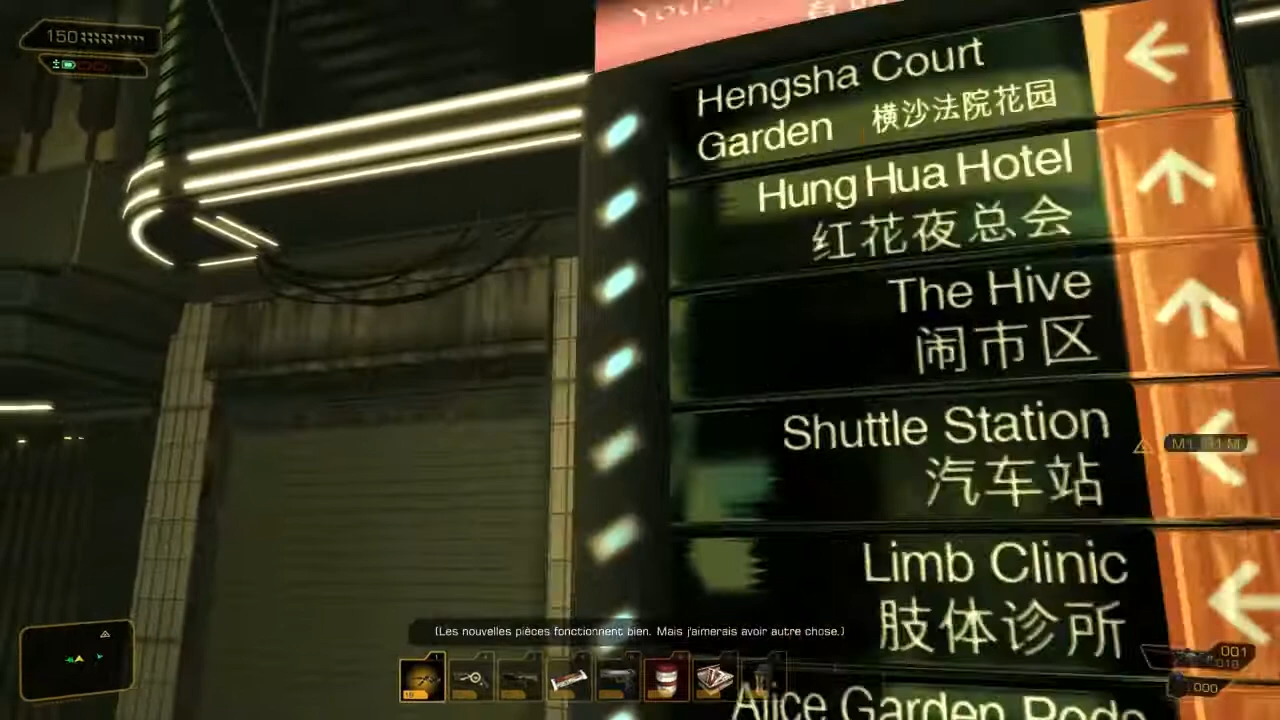 150
Hengsha Court
Garden 横沙法院花园
Hung Hua Hotel
红花夜总会
The Hive
闹市区
Shuttle Station
汽车站
Limb Clinic
肢体诊所
(Les nouvelles pièces fonctionnent bien. Mais j'aimerais avoir autre chose.)
001
018
000
Alice Garden Pods